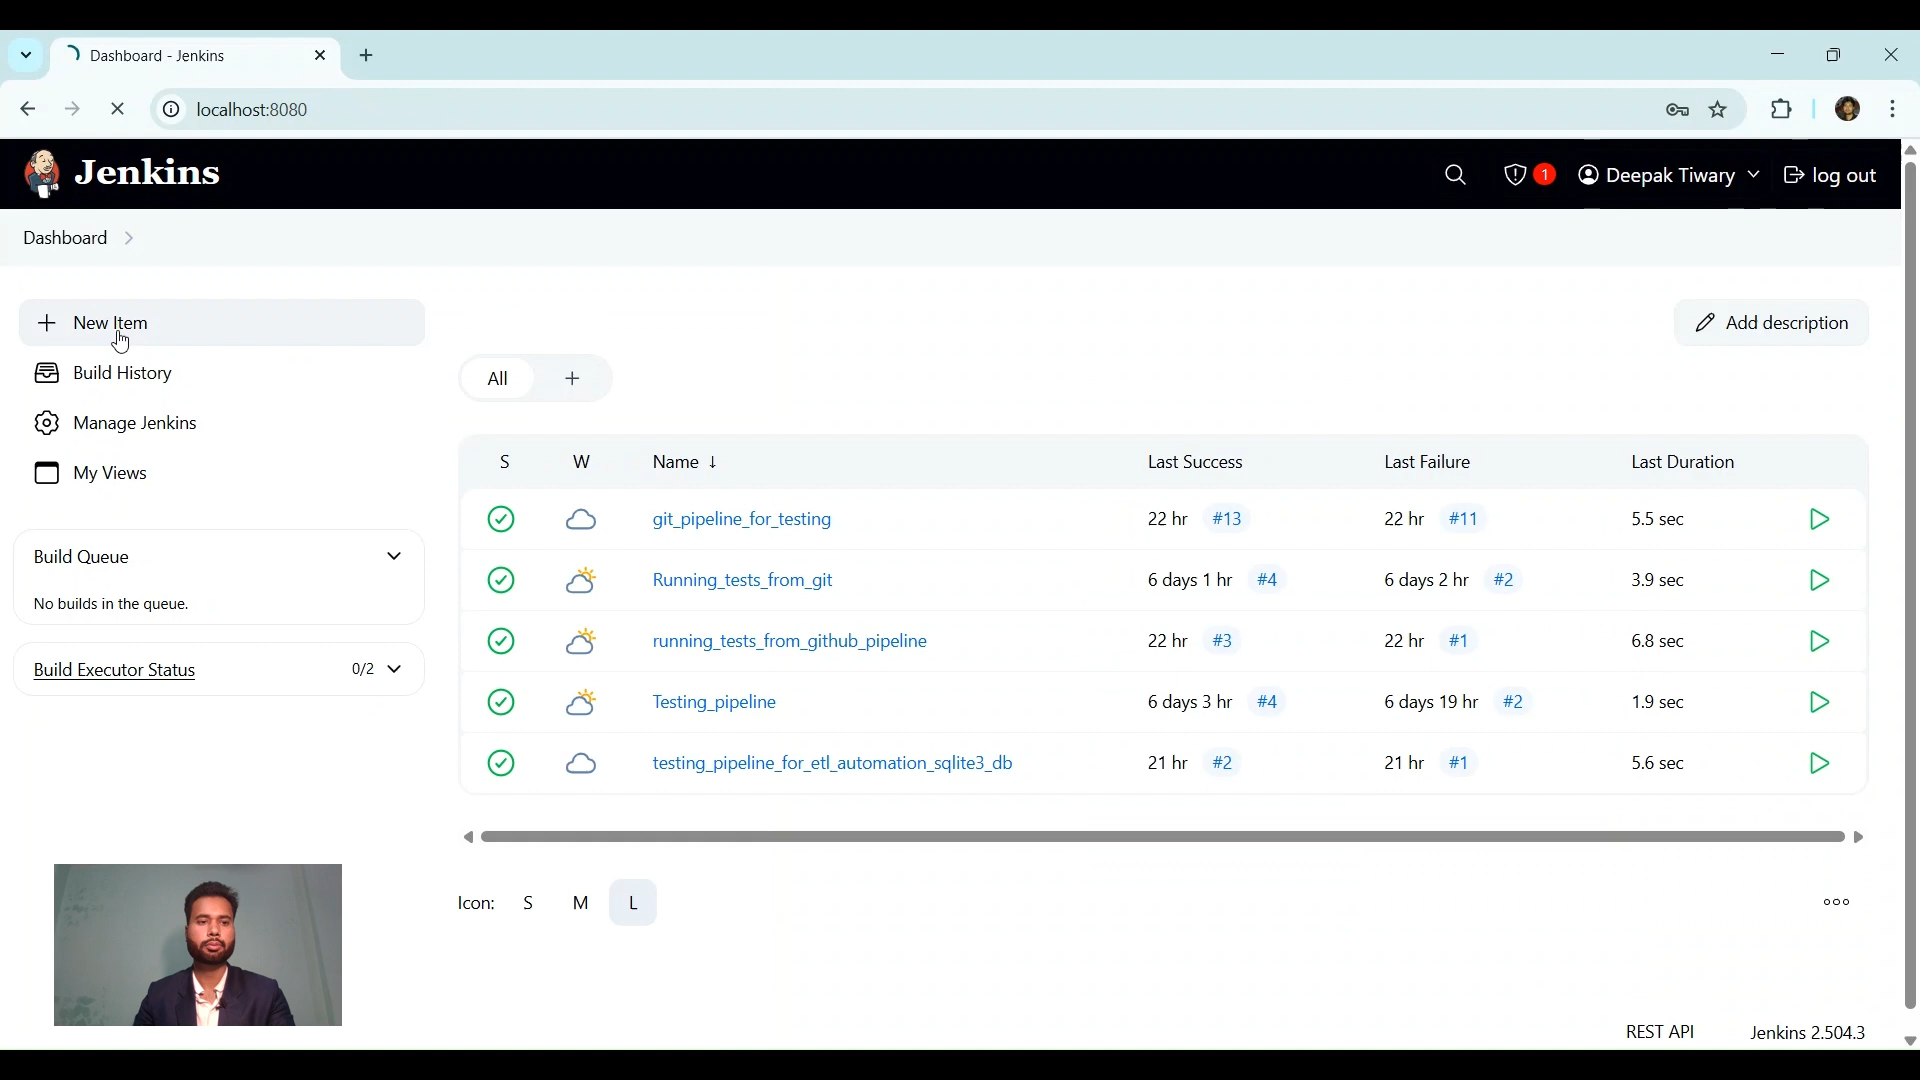 Dashboard - Jenkins
localhost:8080
Jenkins
1
Deepak Tiwary
log out
Dashboard
New Item
Add description
Build History
All
Manage Jenkins
My Views
S W Name ↓ Last Success Last Failure Last Duration
git_pipeline_for_testing 22 hr #13 22 hr #11 5.5 sec
Build Queue
Running_tests_from_git 6 days 1 hr #4 6 days 2 hr #2 3.9 sec
No builds in the queue.
running_tests_from_github_pipeline 22 hr #3 22 hr #1 6.8 sec
Build Executor Status 0/2
Testing_pipeline 6 days 3 hr #4 6 days 19 hr #2 1.9 sec
testing_pipeline_for_etl_automation_sqlite3_db 21 hr #2 21 hr #1 5.6 sec
Icon: S M L
REST API Jenkins 2.504.3